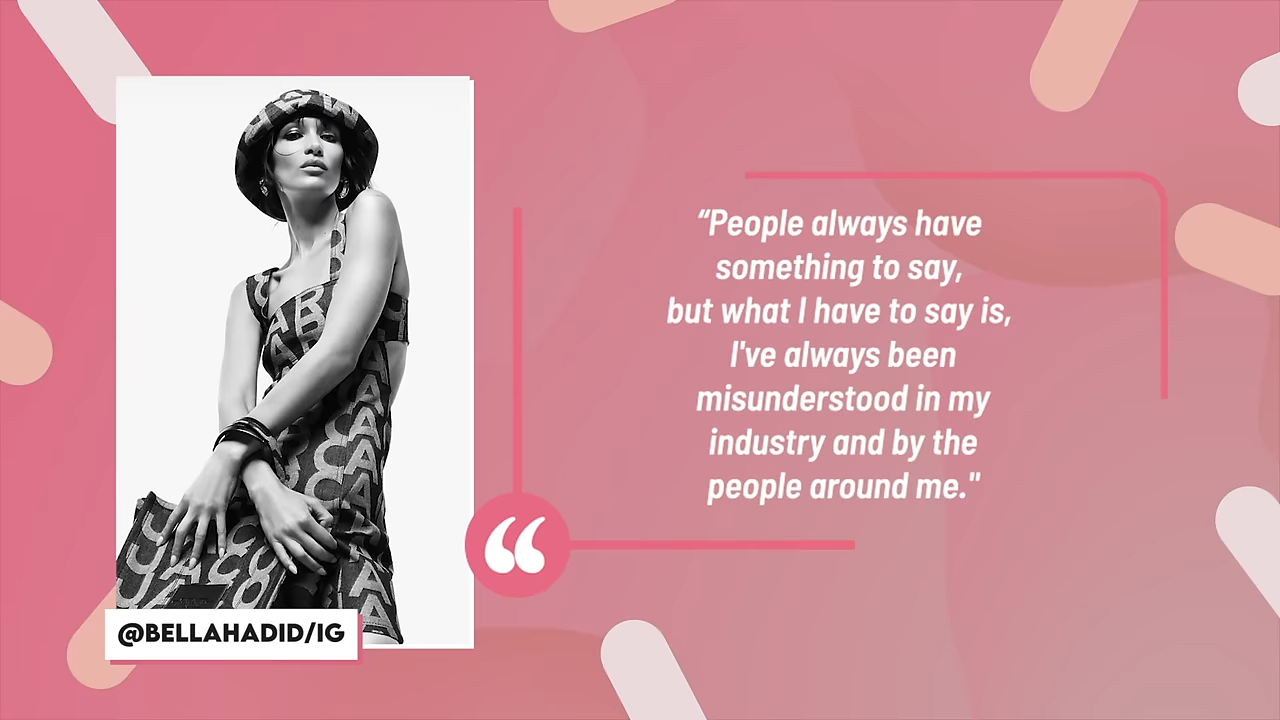 “People always have
something to say,
but what I have to say is,
I've always been
misunderstood in my
industry and by the
people around me."
@BELLAHADID/IG